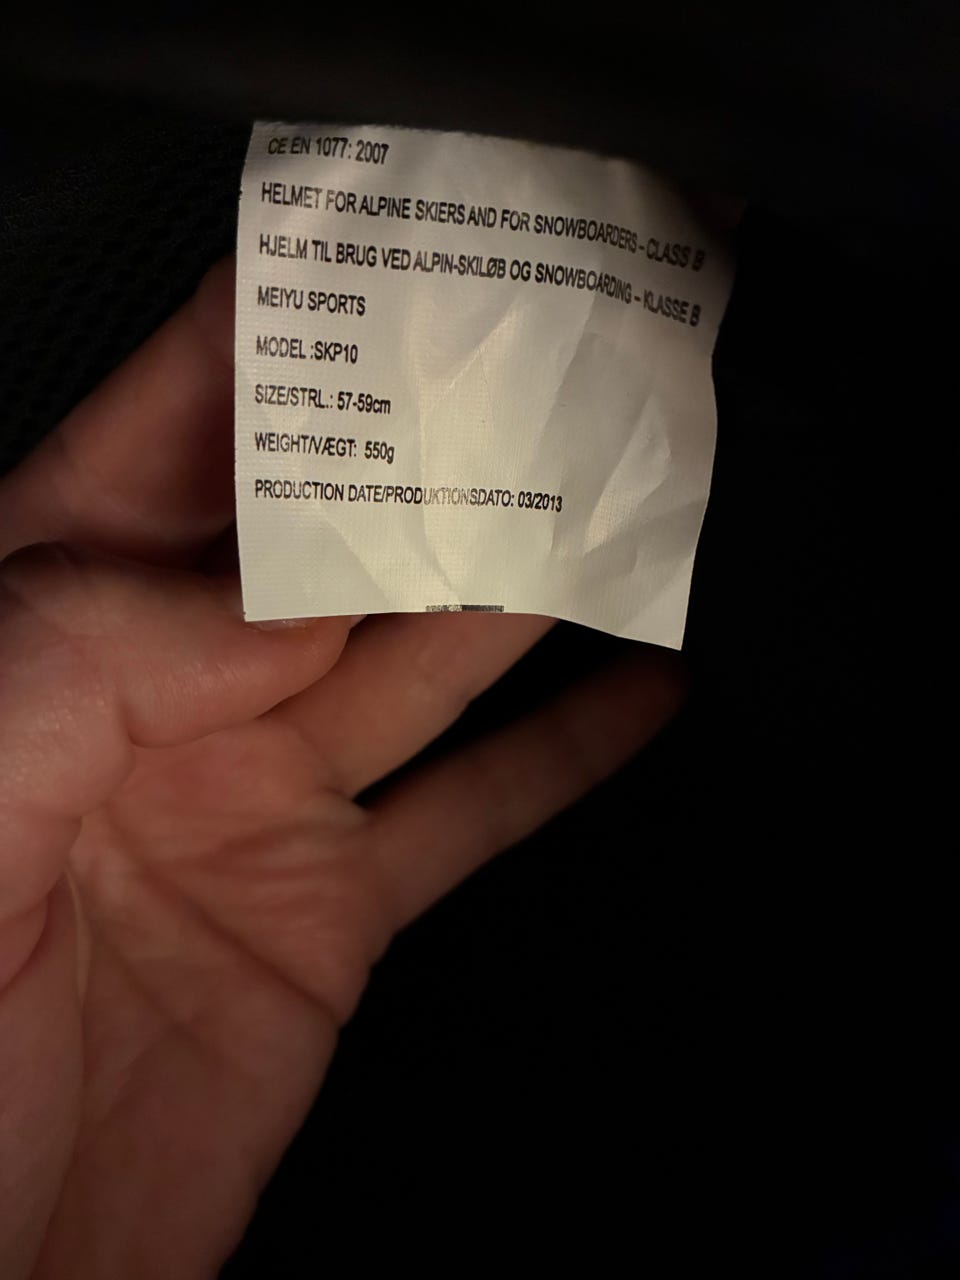 CE EN 1077: 2007
HELMET FOR ALPINE SKIERS AND FOR SNOWBOARDERS – CLASS B
HJELM TIL BRUG VED ALPIN-SKILØB OG SNOWBOARDING – KLASSE B
MEIYU SPORTS
MODEL :SKP10
SIZE/STRL.: 57-59cm
WEIGHT/VÆGT: 550g
PRODUCTION DATE/PRODUKTIONSDATO: 03/2013